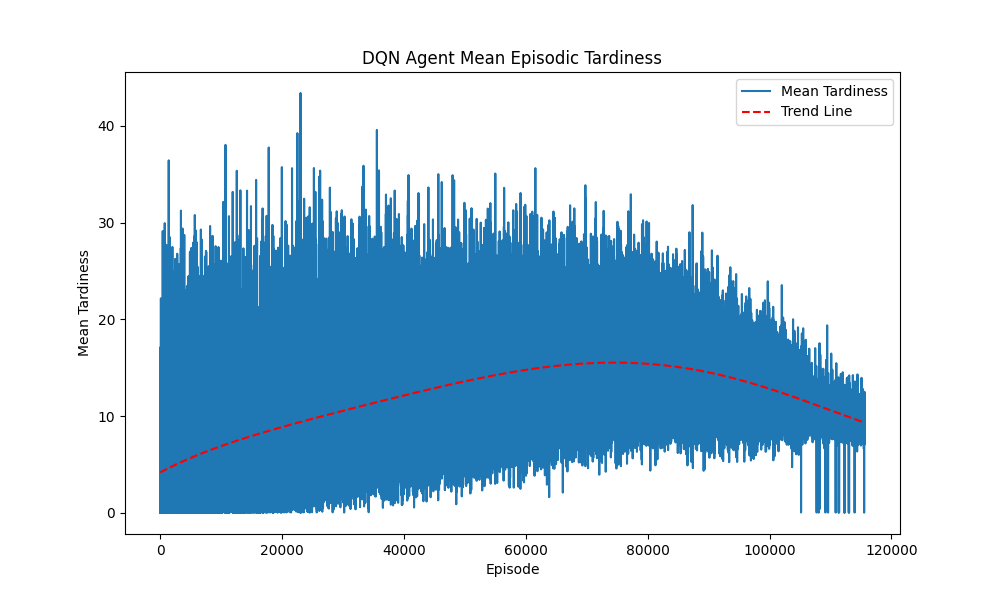 DQN Agent Mean Episodic Tardiness
Mean Tardiness
Trend Line
Mean Tardiness
40
30
20
10
0
0 20000 40000 60000 80000 100000 120000
Episode